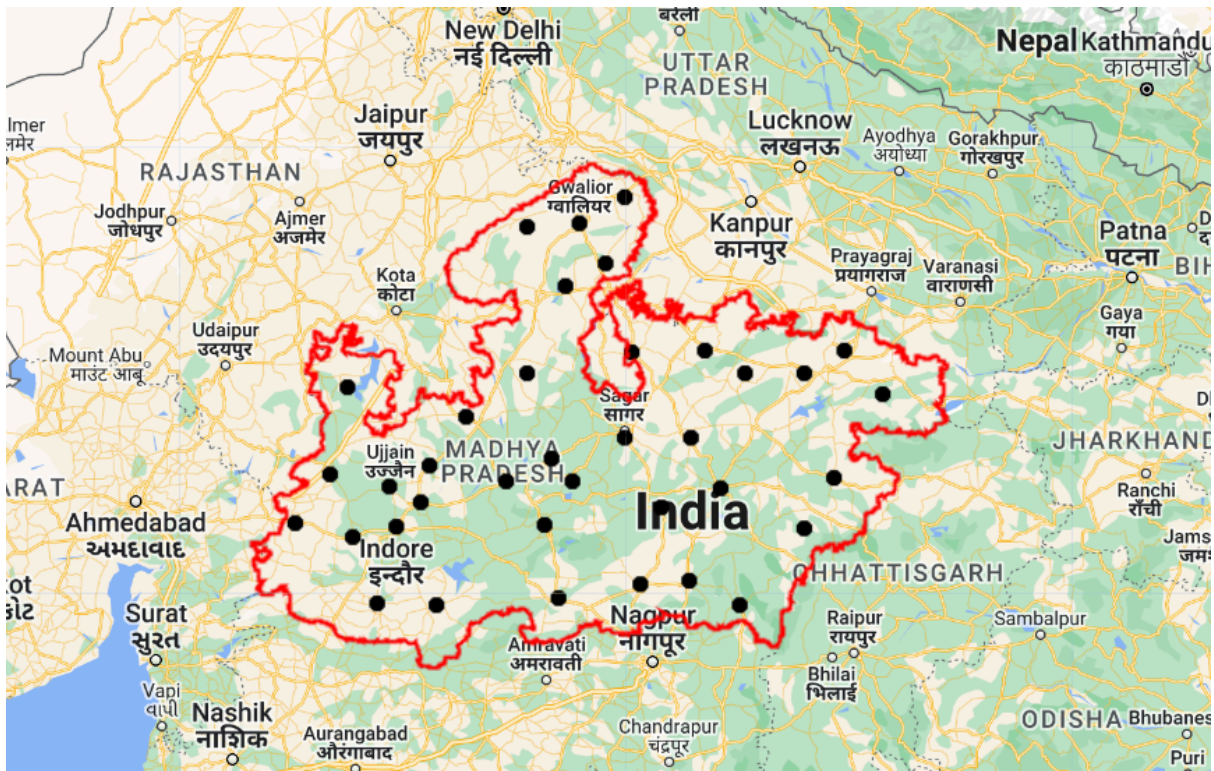 बरेली
New Delhi
नई दिल्ली
UTTAR
PRADESH
Nepal
Kathmandu
काठमाडौं
Jaipur
जयपुर
Lucknow
लखनऊ
Ayodhya
अयोध्या
Gorakhpur
गोरखपुर
RAJASTHAN
Jodhpur
जोधपुर
Ajmer
अजमेर
Gwalior
ग्वालियर
Kanpur
कानपुर
Patna
पटना
Kota
कोटा
Prayagraj
प्रयागराज
Varanasi
वाराणसी
Gaya
गया
Udaipur
उदयपुर
Mount Abu
माउंट आबू
Sagar
सागर
Ujjain
उज्जैन
MADHYA
PRADESH
JHARKHAND
Ranchi
राँची
India
Ahmedabad
અમદાવાદ
Indore
इन्दौर
CHHATTISGARH
Surat
સુરત
Nagpur
नागपूर
Raipur
रायपुर
Sambalpur
Amravati
अमरावती
Bhilai
भिलाई
Vapi
વાપી
Nashik
नाशिक
Aurangabad
औरंगाबाद
Chandrapur
चंद्रपूर
ODISHA
Puri